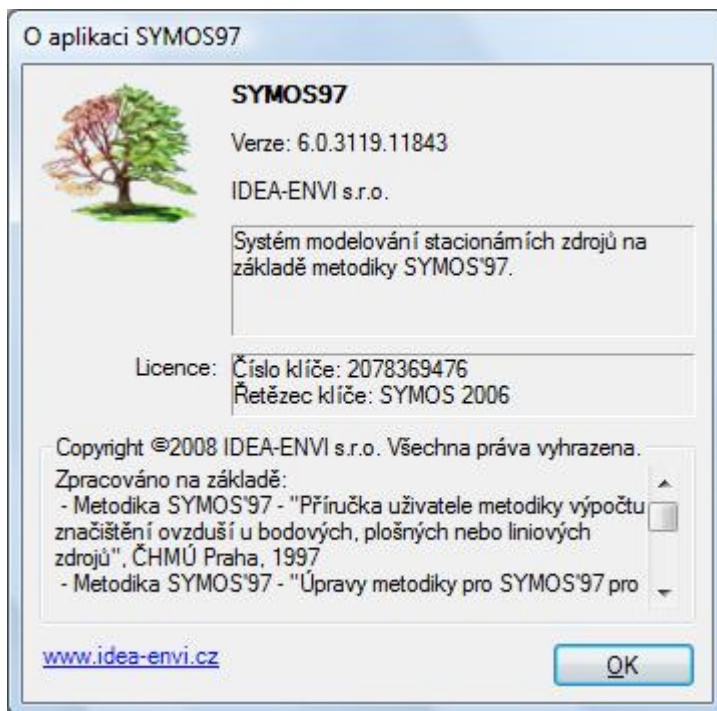 O aplikaci SYMOS97
SYMOS97
Verze: 6.0.3119.11843
IDEA-ENVI s.r.o.
Systém modelování stacionárních zdrojů na
základě metodiky SYMOS'97.
Licence:
Číslo klíče: 2078369476
Řetězec klíče: SYMOS 2006
Copyright ©2008 IDEA-ENVI s.r.o. Všechna práva vyhrazena.
Zpracováno na základě:
- Metodika SYMOS'97 - "Příručka uživatele metodiky výpočtu
značištění ovzduší u bodových, plošných nebo liniových
zdrojů", ČHMÚ Praha, 1997
- Metodika SYMOS'97 - "Úpravy metodiky pro SYMOS'97 pro
www.idea-envi.cz
OK